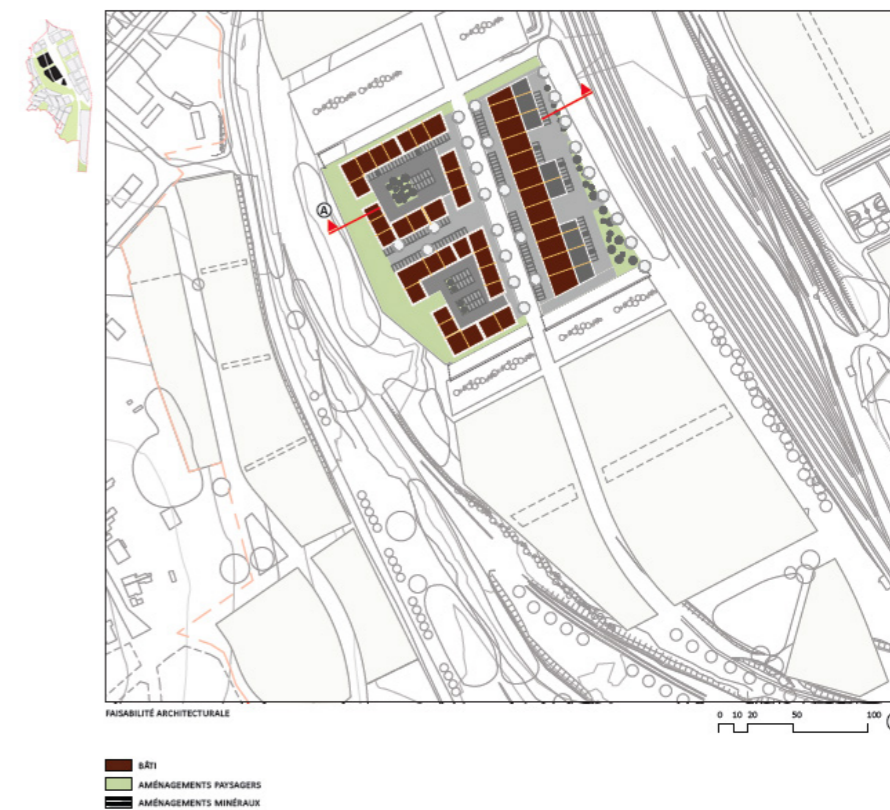 A
FAISABILITÉ ARCHITECTURALE
0 10 20 50 100
BÂTI
AMÉNAGEMENTS PAYSAGERS
AMÉNAGEMENTS MINÉRAUX